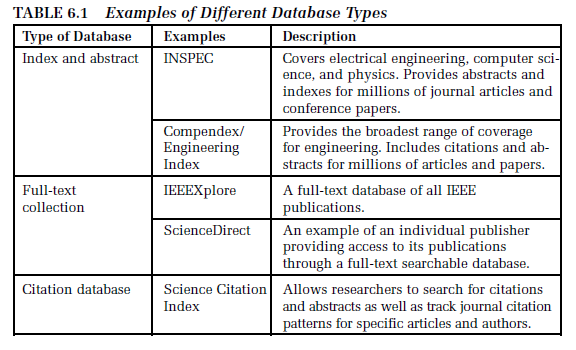 TABLE 6.1 Examples of Different Database Types
Type of Database Examples Description
Index and abstract INSPEC Covers electrical engineering, computer sci-
ence, and physics. Provides abstracts and
indexes for millions of journal articles and
conference papers.
Compendex/ Provides the broadest range of coverage
Engineering for engineering. Includes citations and ab-
Index stracts for millions of articles and papers.
Full-text IEEEXplore A full-text database of all IEEE
collection publications.
ScienceDirect An example of an individual publisher
providing access to its publications
through a full-text searchable database.
Citation database Science Citation Allows researchers to search for citations
Index and abstracts as well as track journal citation
patterns for specific articles and authors.